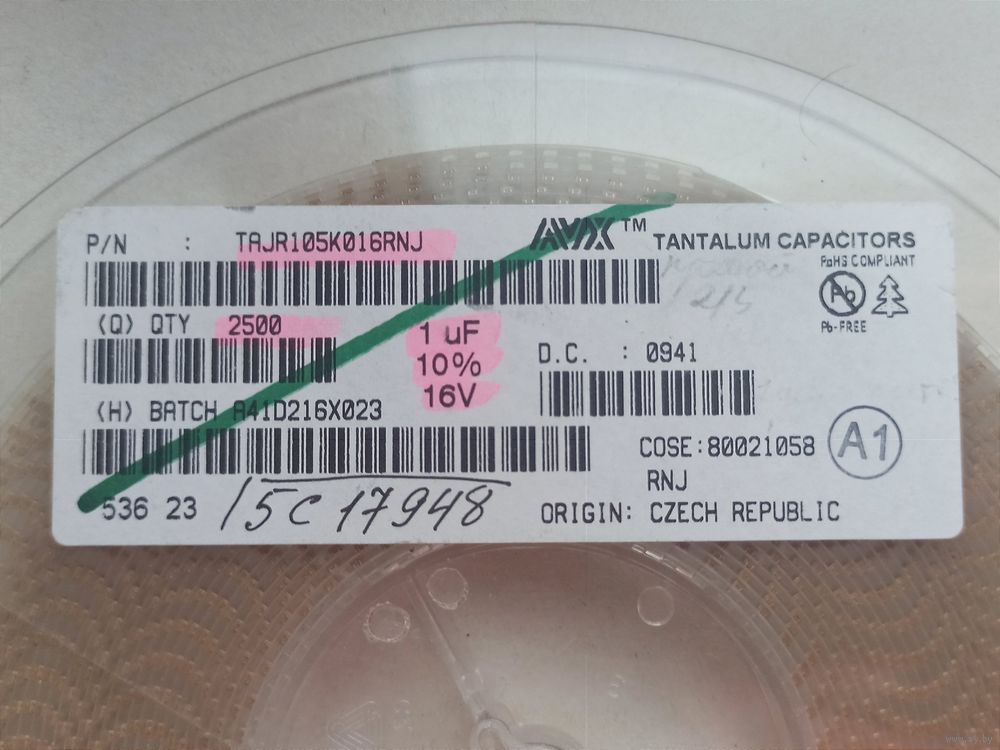 P/N : TAJR105K016RNJ
AVX™ TANTALUM CAPACITORS
RoHS COMPLIANT
Pb
Pb-FREE
(Q) QTY 2500
1 uF
10%
16V
D.C. : 0941
(H) BATCH A41D216X023
COSE:80021058
A1
RNJ
536 23
15C17948
ORIGIN: CZECH REPUBLIC